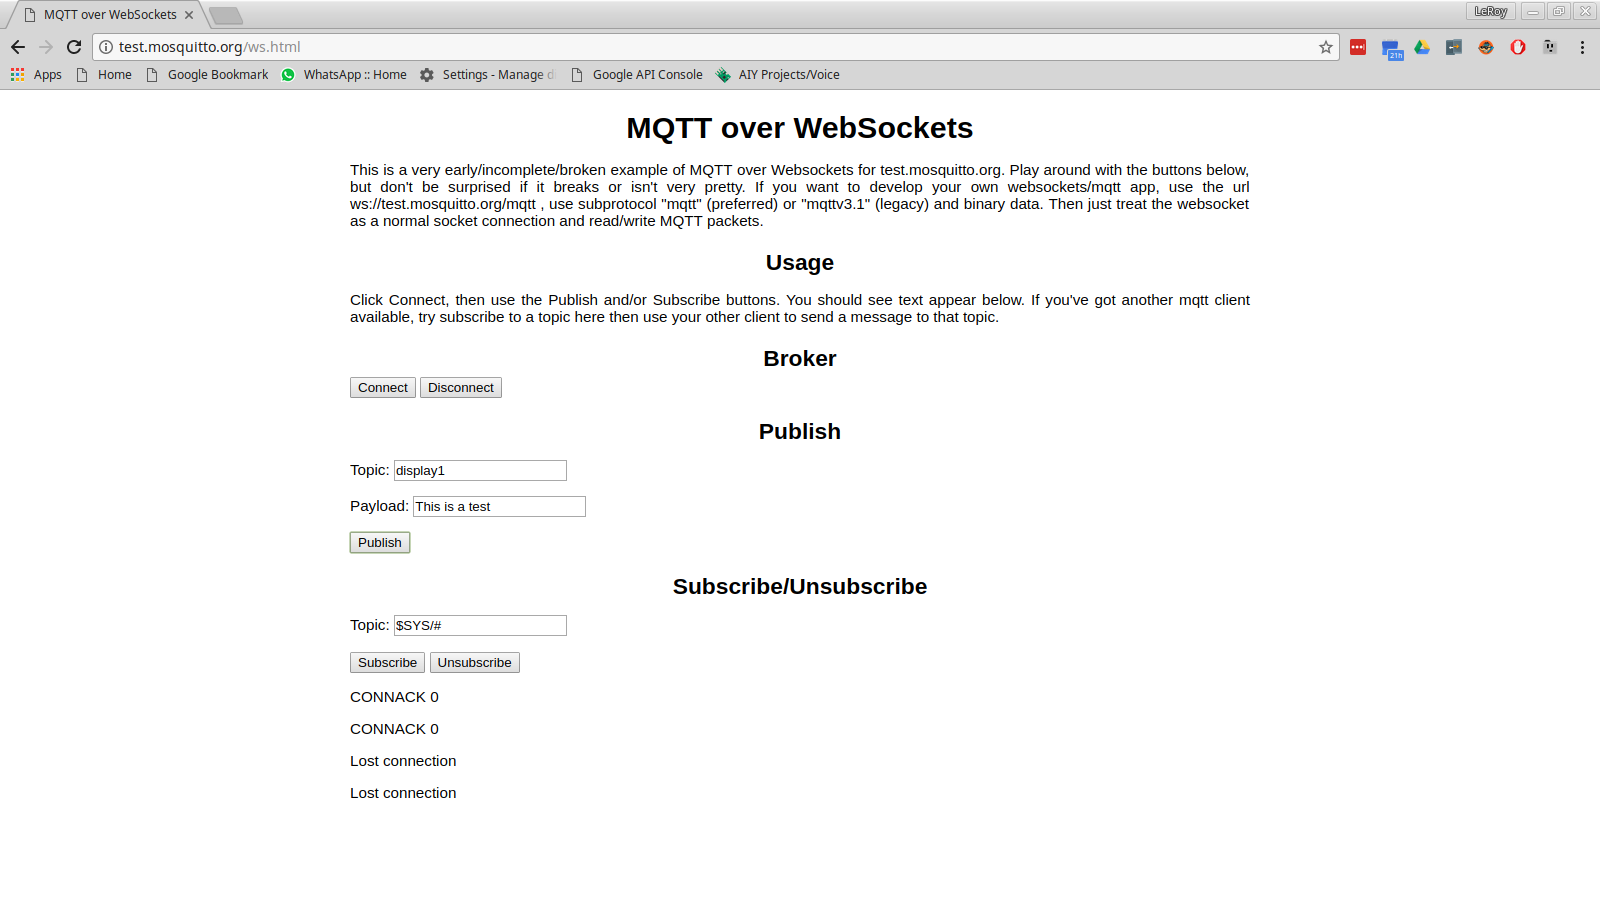 MQTT over WebSockets
LeRoy
test.mosquitto.org/ws.html
21h
Apps Home Google Bookmark WhatsApp :: Home Settings - Manage d Google API Console AIY Projects/Voice
MQTT over WebSockets
This is a very early/incomplete/broken example of MQTT over Websockets for test.mosquitto.org. Play around with the buttons below,
but don't be surprised if it breaks or isn't very pretty. If you want to develop your own websockets/mqtt app, use the url
ws://test.mosquitto.org/mqtt , use subprotocol "mqtt" (preferred) or "mqttv3.1" (legacy) and binary data. Then just treat the websocket
as a normal socket connection and read/write MQTT packets.
Usage
Click Connect, then use the Publish and/or Subscribe buttons. You should see text appear below. If you've got another mqtt client
available, try subscribe to a topic here then use your other client to send a message to that topic.
Broker
Connect Disconnect
Publish
Topic: display1
Payload: This is a test
Publish
Subscribe/Unsubscribe
Topic: $SYS/#
Subscribe Unsubscribe
CONNACK 0
CONNACK 0
Lost connection
Lost connection